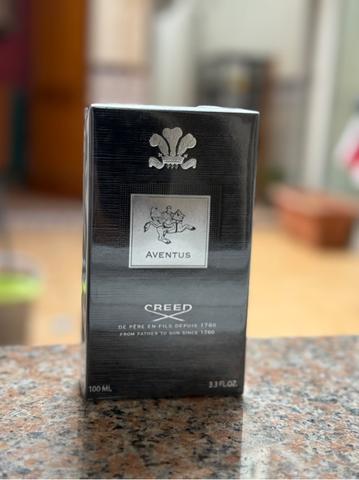 AVENTUS
CREED
DE PÈRE EN FILS DEPUIS 1760
FROM FATHER TO SON SINCE 1760
100 ML 3.3 FL.OZ.